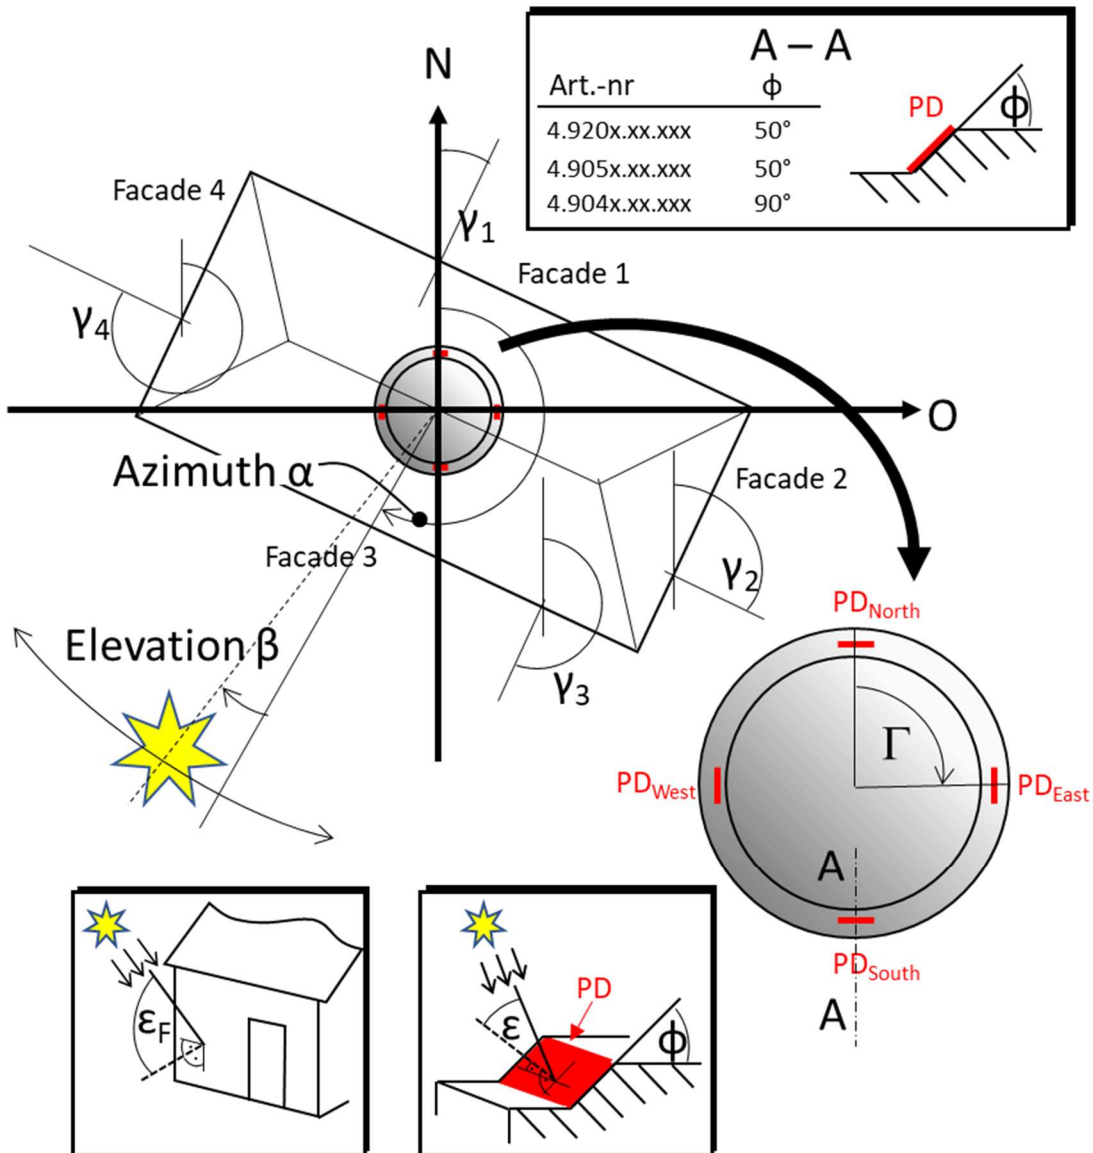 A – A
Art.-nr ϕ
4.920x.xx.xxx 50°
4.905x.xx.xxx 50°
4.904x.xx.xxx 90°
PD
ϕ
N
Facade 4
γ1
Facade 1
γ4
O
Azimuth α
Facade 2
Facade 3
γ2
γ3
Elevation β
PDNorth
Γ
PDWest
PDEast
A
PDSouth
A
εF
PD
ε
ϕ